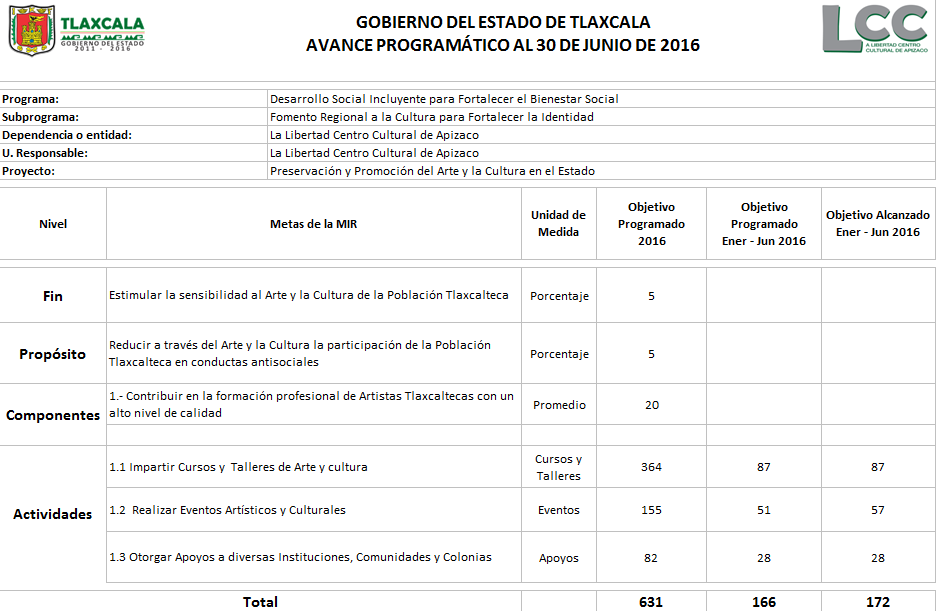 TLAXCALA
GOBIERNO DEL ESTADO
2011 - 2016
GOBIERNO DEL ESTADO DE TLAXCALA
AVANCE PROGRAMÁTICO AL 30 DE JUNIO DE 2016
LCC
LA LIBERTAD CENTRO
CULTURAL DE APIZACO
Programa: Desarrollo Social Incluyente para Fortalecer el Bienestar Social
Subprograma: Fomento Regional a la Cultura para Fortalecer la Identidad
Dependencia o entidad: La Libertad Centro Cultural de Apizaco
U. Responsable: La Libertad Centro Cultural de Apizaco
Proyecto: Preservación y Promoción del Arte y la Cultura en el Estado
Nivel
Metas de la MIR
Unidad de
Medida
Objetivo
Programado
2016
Objetivo
Programado
Ener - Jun 2016
Objetivo Alcanzado
Ener - Jun 2016
Fin
Estimular la sensibilidad al Arte y la Cultura de la Población Tlaxcalteca
Porcentaje
5
Propósito
Reducir a través del Arte y la Cultura la participación de la Población
Tlaxcalteca en conductas antisociales
Porcentaje
5
Componentes
1.- Contribuir en la formación profesional de Artistas Tlaxcaltecas con un
alto nivel de calidad
Promedio
20
Actividades
1.1 Impartir Cursos y Talleres de Arte y cultura
Cursos y
Talleres
364
87
87
1.2 Realizar Eventos Artísticos y Culturales
Eventos
155
51
57
1.3 Otorgar Apoyos a diversas Instituciones, Comunidades y Colonias
Apoyos
82
28
28
Total
631
166
172